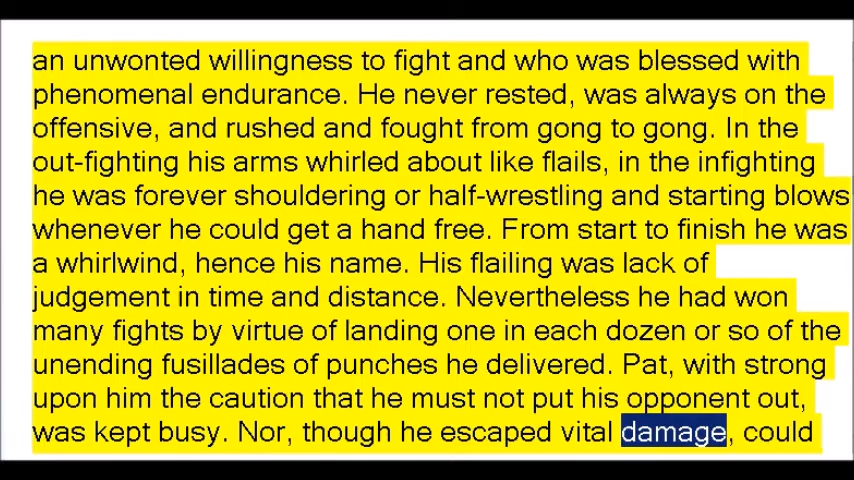 an unwonted willingness to fight and who was blessed with
phenomenal endurance. He never rested, was always on the
offensive, and rushed and fought from gong to gong. In the
out-fighting his arms whirled about like flails, in the infighting
he was forever shouldering or half-wrestling and starting blows
whenever he could get a hand free. From start to finish he was
a whirlwind, hence his name. His flailing was lack of
judgement in time and distance. Nevertheless he had won
many fights by virtue of landing one in each dozen or so of the
unending fusillades of punches he delivered. Pat, with strong
upon him the caution that he must not put his opponent out,
was kept busy. Nor, though he escaped vital damage, could